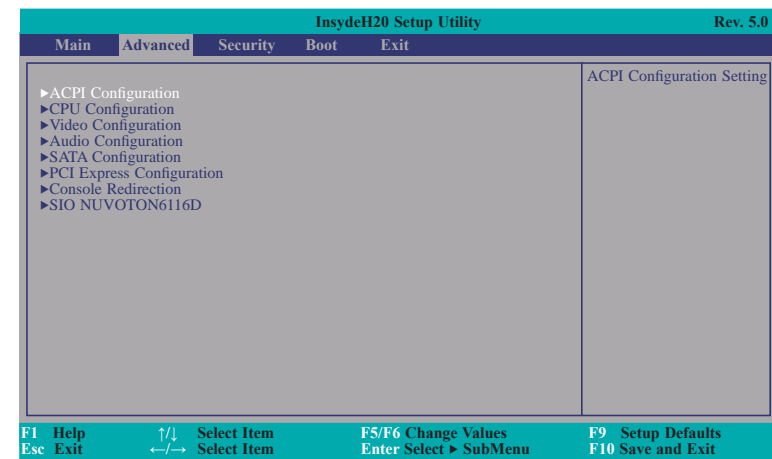 InsydeH20 Setup Utility Rev. 5.0
Main Advanced Security Boot Exit
►ACPI Configuration
►CPU Configuration
►Video Configuration
►Audio Configuration
►SATA Configuration
►PCI Express Configuration
►Console Redirection
►SIO NUVOTON6116D
ACPI Configuration Setting
F1 Help ↑/↓ Select Item F5/F6 Change Values F9 Setup Defaults
Esc Exit ←/→ Select Item Enter Select ► SubMenu F10 Save and Exit